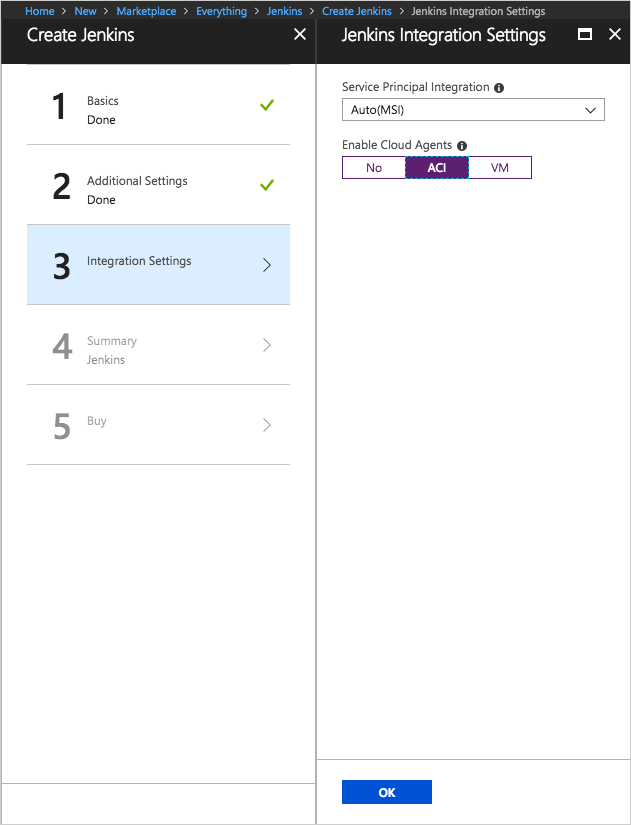 Home > New > Marketplace > Everything > Jenkins > Create Jenkins > Jenkins Integration Settings
Create Jenkins
1
Basics
Done
2
Additional Settings
Done
3
Integration Settings
4
Summary
Jenkins
5
Buy
Jenkins Integration Settings
Service Principal Integration
Auto(MSI)
Enable Cloud Agents
No ACI VM
OK